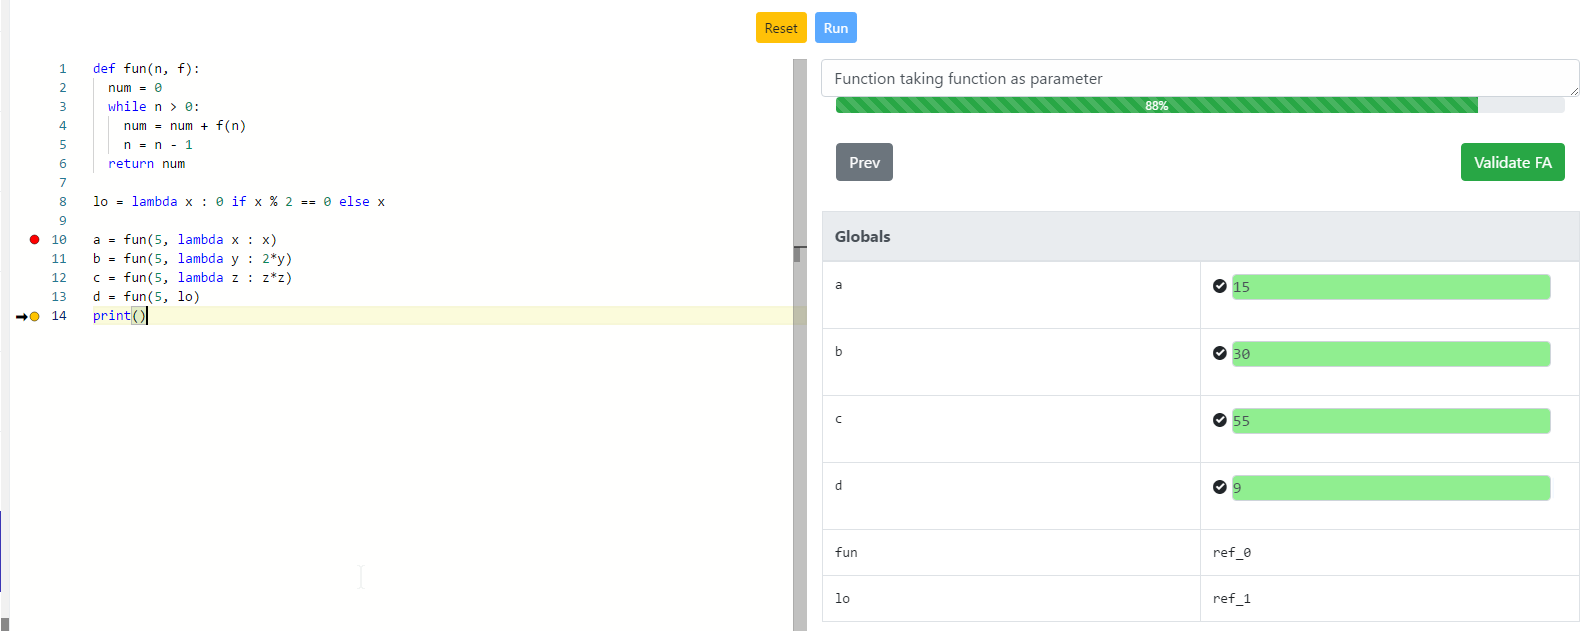 Reset Run
1 def fun(n, f):
2 num = 0
3 while n > 0:
4 num = num + f(n)
5 n = n - 1
6 return num
7
8 lo = lambda x : 0 if x % 2 == 0 else x
9
10 a = fun(5, lambda x : x)
11 b = fun(5, lambda y : 2*y)
12 c = fun(5, lambda z : z*z)
13 d = fun(5, lo)
14 print()
Function taking function as parameter
88%
Prev Validate FA
Globals
a 15
b 30
c 55
d 9
fun ref_0
lo ref_1